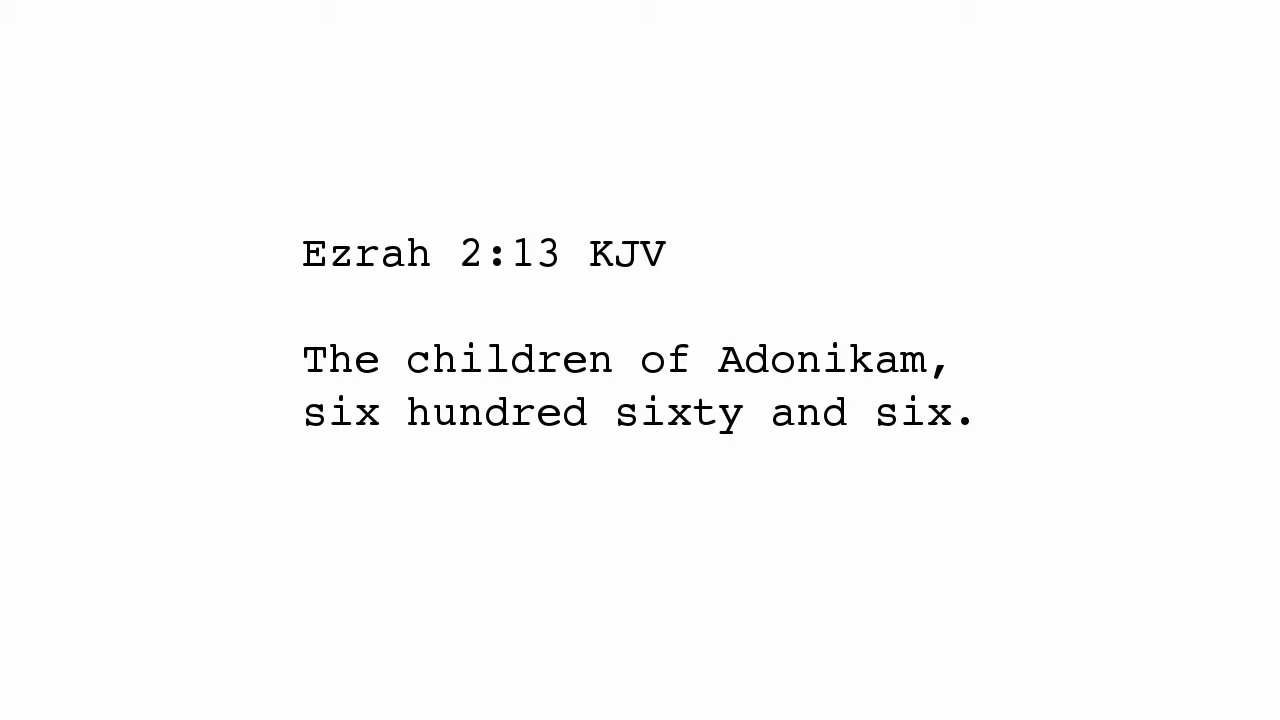 Ezrah 2:13 KJV
The children of Adonikam,
six hundred sixty and six.